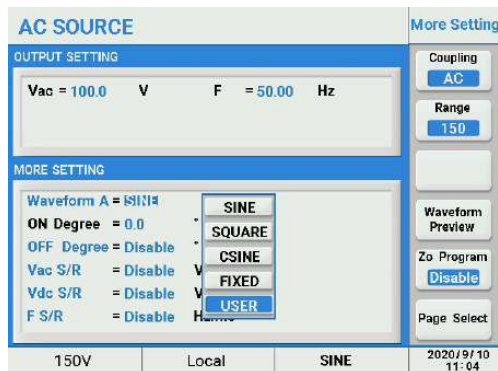 AC SOURCE
More Setting
OUTPUT SETTING
Vac = 100.0 V F = 50.00 Hz
MORE SETTING
Waveform A = SINE
ON Degree = 0.0 °
OFF Degree = Disable °
Vac S/R = Disable V
Vdc S/R = Disable V
F S/R = Disable
SINE
SQUARE
CSINE
FIXED
USER
Coupling
AC
Range
150
Waveform
Preview
Zo Program
Disable
Page Select
150V Local SINE 2020/9/10
11:04